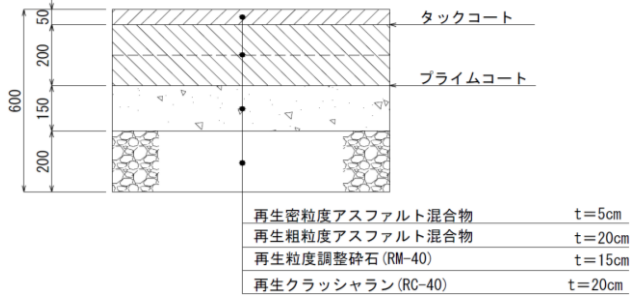 50
タックコート
200
プライムコート
600
150
200
再生密粒度アスファルト混合物 t=5cm
再生粗粒度アスファルト混合物 t=20cm
再生粒度調整砕石(RM-40) t=15cm
再生クラッシャラン(RC-40) t=20cm